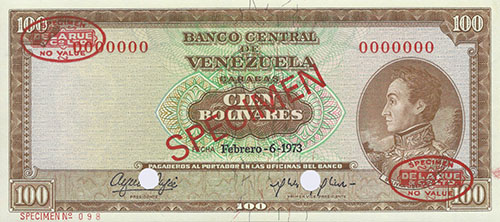 100 100
SPECIMEN
DE LA RUE
NO VALUE
0000000 0000000
BANCO CENTRAL
DE
VENEZUELA
CARACAS
CIEN
BOLIVARES
SPECIMEN
FECHA Febrero-6-1973
PAGADEROS AL PORTADOR EN LAS OFICINAS DEL BANCO
SPECIMEN
DE LA RUE
NO VALUE
100 100 100
SPECIMEN Nº 098